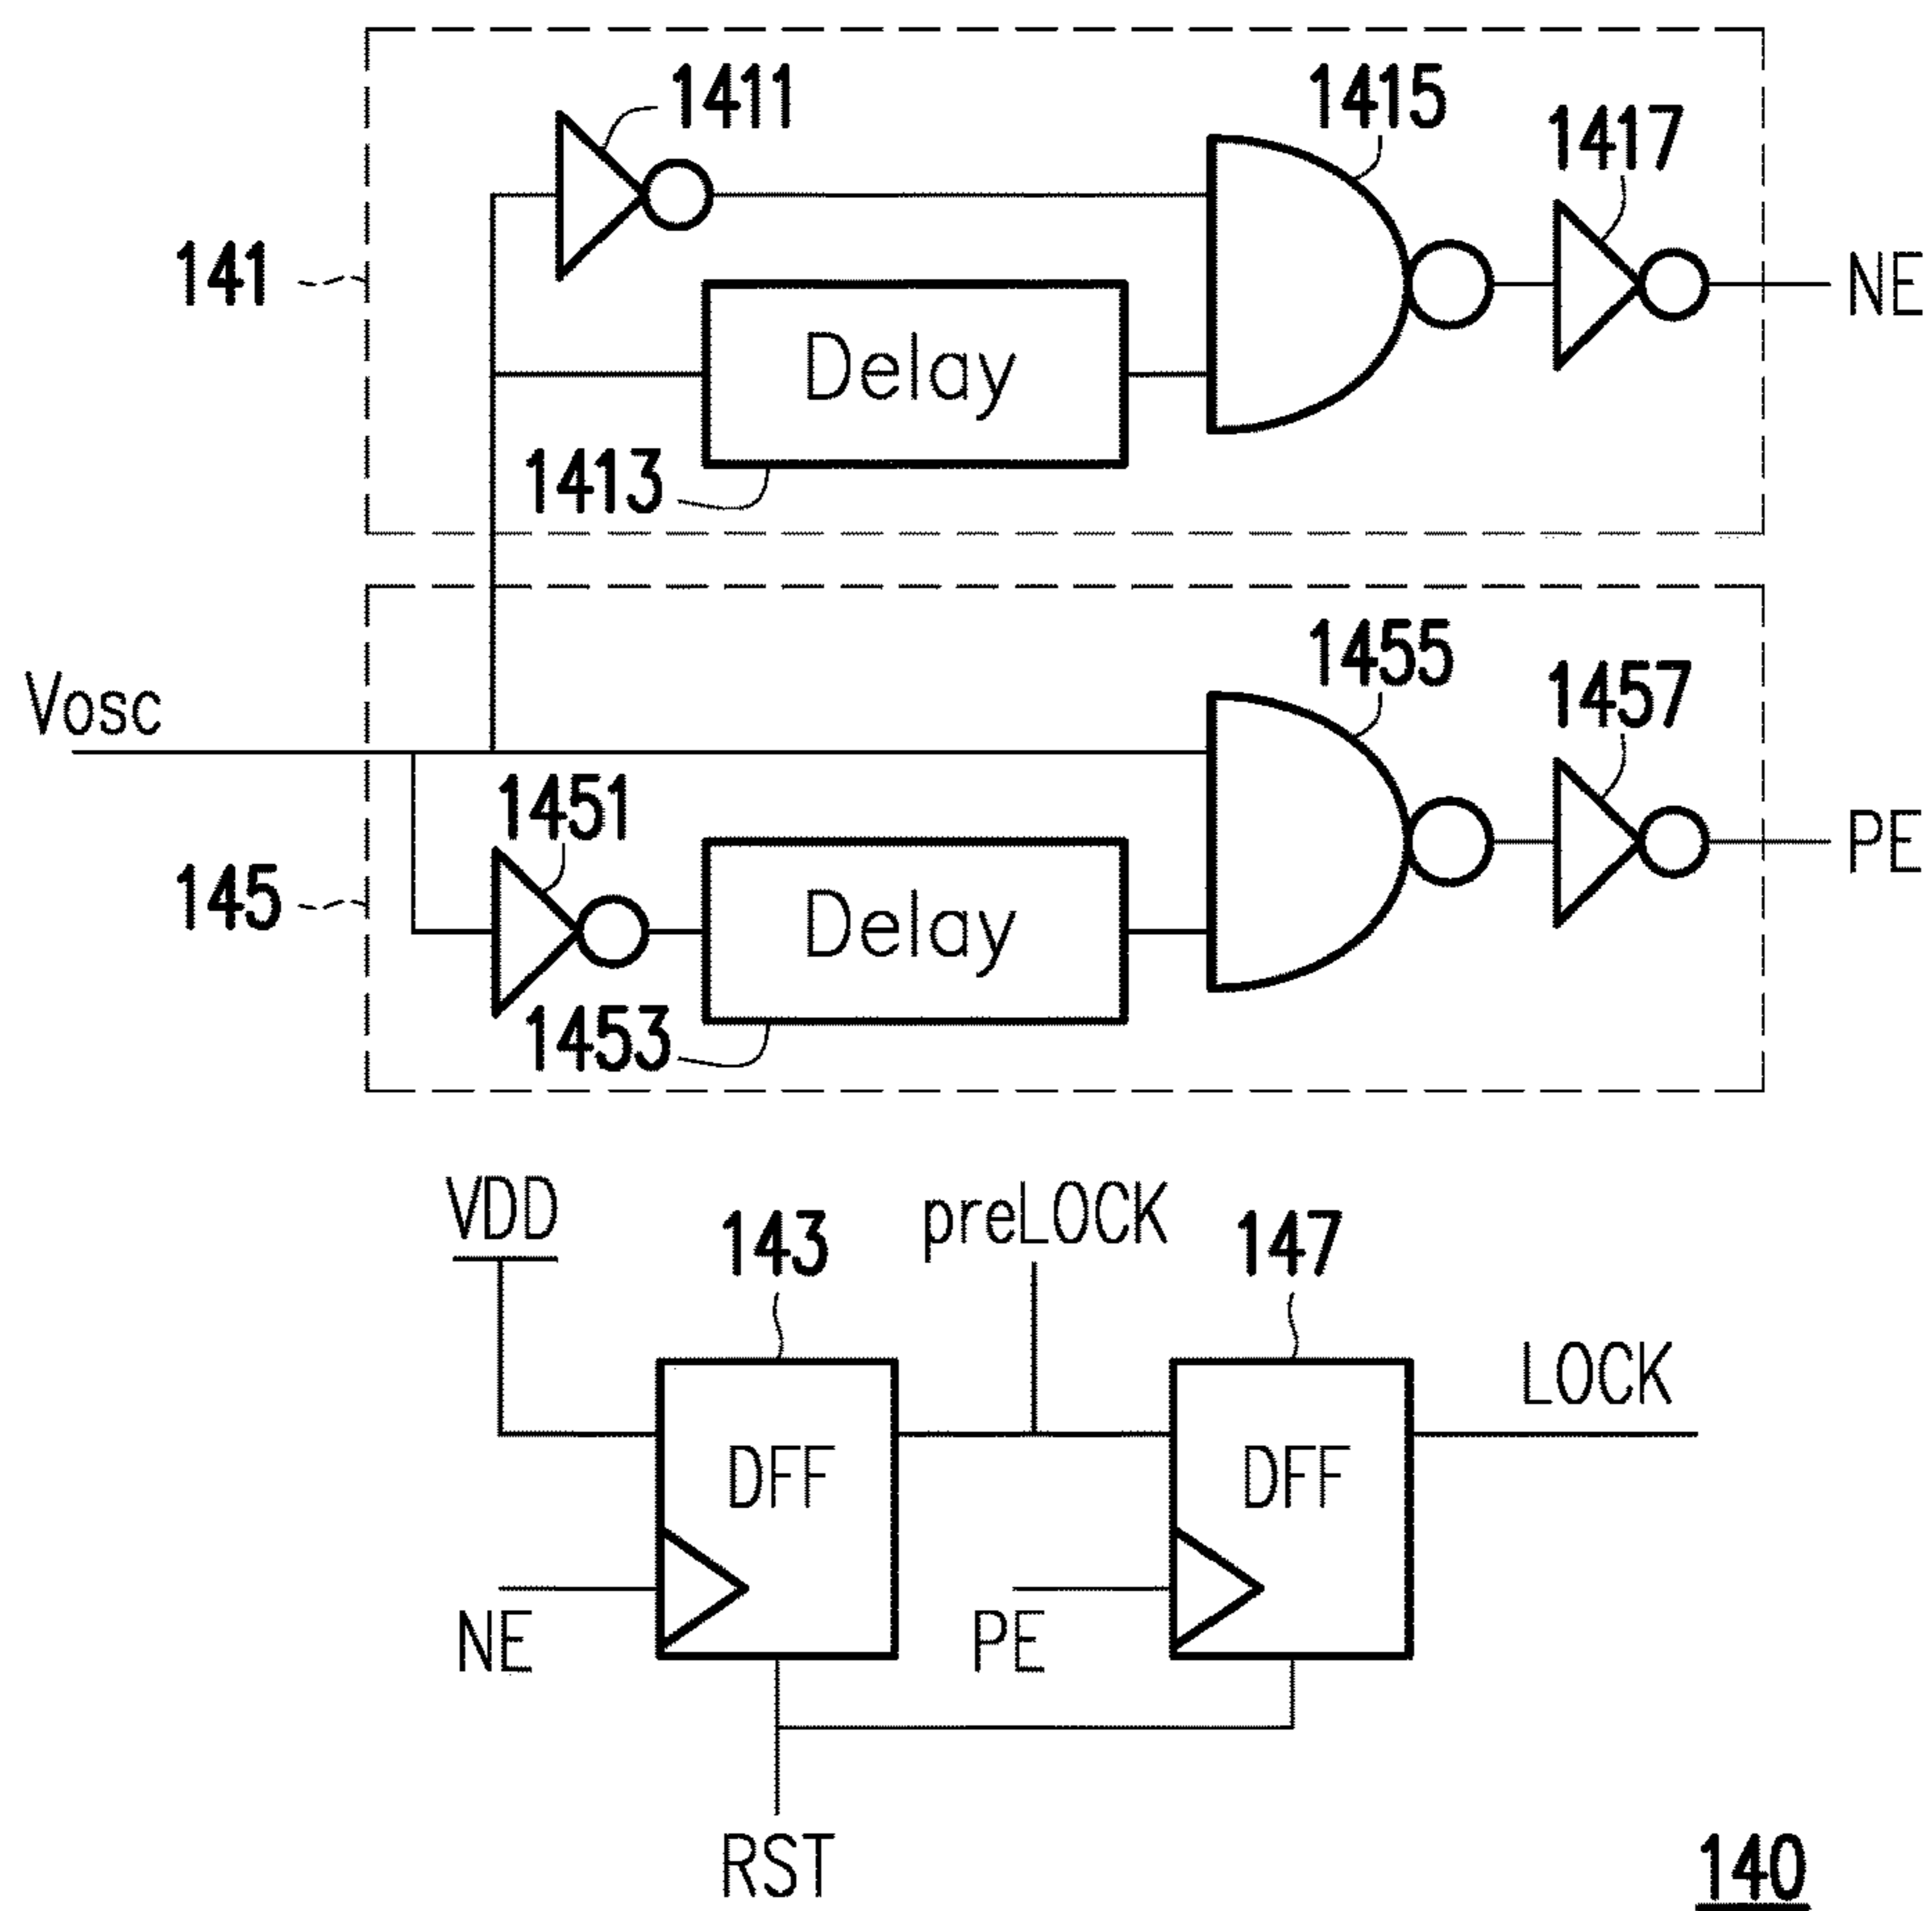 1411
1415
1417
141
NE
Delay
1413
1455
1457
Vosc
1451
PE
145
Delay
1453
VDD
143
preLOCK
147
LOCK
DFF
DFF
NE
PE
RST
140